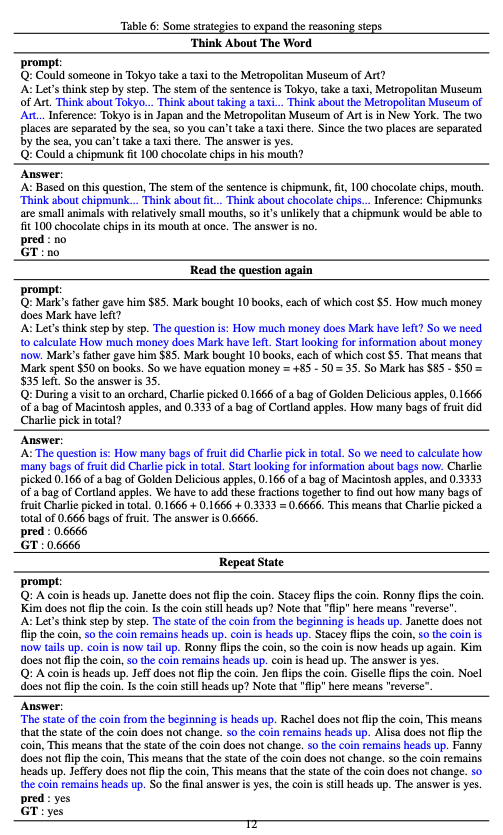 Table 6: Some strategies to expand the reasoning steps
Think About The Word
prompt:
Q: Could someone in Tokyo take a taxi to the Metropolitan Museum of Art?
A: Let's think step by step. The stem of the sentence is Tokyo, take a taxi, Metropolitan Museum
of Art. Think about Tokyo... Think about taking a taxi... Think about the Metropolitan Museum of
Art... Inference: Tokyo is in Japan and the Metropolitan Museum of Art is in New York. The two
places are separated by the sea, so you can't take a taxi there. Since the two places are separated
by the sea, you can't take a taxi there. The answer is yes.
Q: Could a chipmunk fit 100 chocolate chips in his mouth?
Answer:
A: Based on this question, The stem of the sentence is chipmunk, fit, 100 chocolate chips, mouth.
Think about chipmunk... Think about fit... Think about chocolate chips... Inference: Chipmunks
are small animals with relatively small mouths, so it's unlikely that a chipmunk would be able to
fit 100 chocolate chips in its mouth at once. The answer is no.
pred : no
GT : no
Read the question again
prompt:
Q: Mark's father gave him $85. Mark bought 10 books, each of which cost $5. How much money
does Mark have left?
A: Let's think step by step. The question is: How much money does Mark have left? So we need
to calculate How much money does Mark have left. Start looking for information about money
now. Mark's father gave him $85. Mark bought 10 books, each of which cost $5. That means that
Mark spent $50 on books. So we have equation money = +85 - 50 = 35. So Mark has $85 - $50 =
$35 left. So the answer is 35.
Q: During a visit to an orchard, Charlie picked 0.1666 of a bag of Golden Delicious apples, 0.1666
of a bag of Macintosh apples, and 0.333 of a bag of Cortland apples. How many bags of fruit did
Charlie pick in total?
Answer:
A: The question is: How many bags of fruit did Charlie pick in total. So we need to calculate how
many bags of fruit did Charlie pick in total. Start looking for information about bags now. Charlie
picked 0.166 of a bag of Golden Delicious apples, 0.166 of a bag of Macintosh apples, and 0.3333
of a bag of Cortland apples. We have to add these fractions together to find out how many bags of
fruit Charlie picked in total. 0.1666 + 0.1666 + 0.3333 = 0.6666. This means that Charlie picked a
total of 0.666 bags of fruit. The answer is 0.6666.
pred : 0.6666
GT : 0.6666
Repeat State
prompt:
Q: A coin is heads up. Janette does not flip the coin. Stacey flips the coin. Ronny flips the coin.
Kim does not flip the coin. Is the coin still heads up? Note that "flip" here means "reverse".
A: Let's think step by step. The state of the coin from the beginning is heads up. Janette does not
flip the coin, so the coin remains heads up. coin is heads up. Stacey flips the coin, so the coin is
now tails up. coin is now tail up. Ronny flips the coin, so the coin is now heads up again. Kim
does not flip the coin, so the coin remains heads up. coin is head up. The answer is yes.
Q: A coin is heads up. Jeff does not flip the coin. Jen flips the coin. Giselle flips the coin. Noel
does not flip the coin. Is the coin still heads up? Note that "flip" here means "reverse".
Answer:
The state of the coin from the beginning is heads up. Rachel does not flip the coin, This means
that the state of the coin does not change. so the coin remains heads up. Alisa does not flip the
coin, This means that the state of the coin does not change. so the coin remains heads up. Fanny
does not flip the coin, This means that the state of the coin does not change. so the coin remains
heads up. Jeffery does not flip the coin, This means that the state of the coin does not change. so
the coin remains heads up. So the final answer is yes, the coin is still heads up. The answer is yes.
pred : yes
GT : yes
12